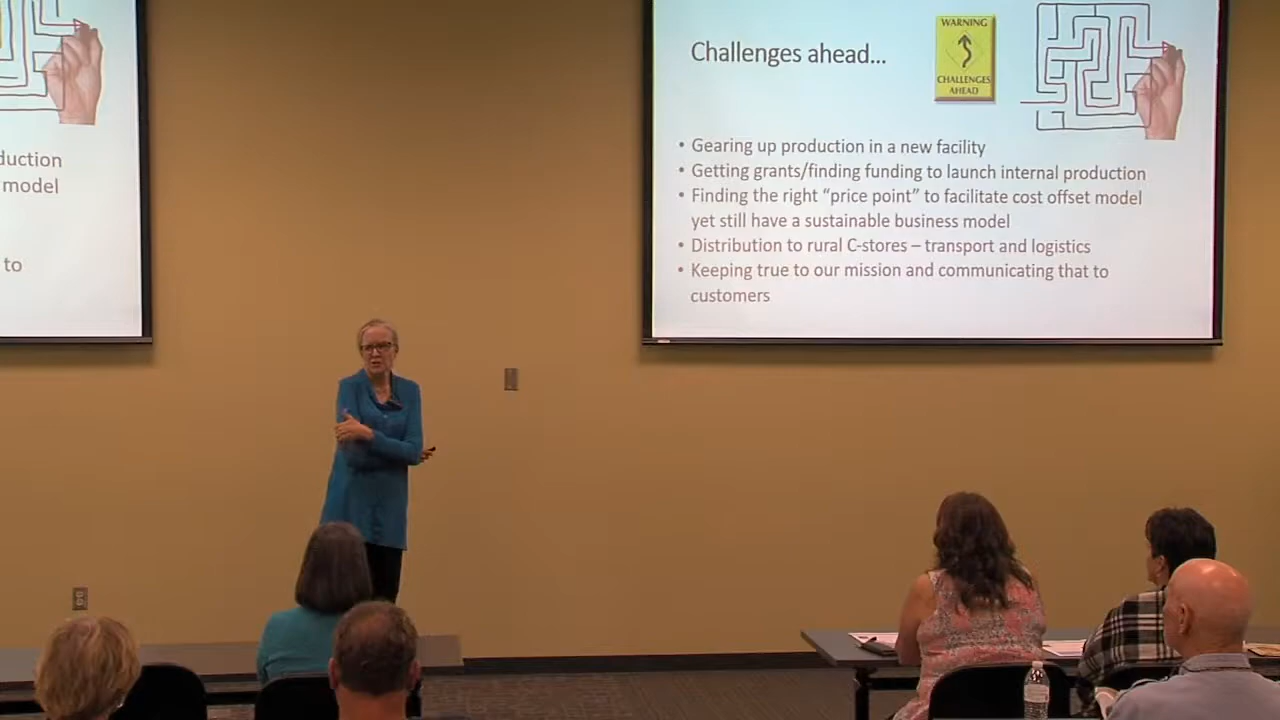 duction
model
to
Challenges ahead...
WARNING
CHALLENGES
AHEAD
• Gearing up production in a new facility
• Getting grants/finding funding to launch internal production
• Finding the right “price point” to facilitate cost offset model
yet still have a sustainable business model
• Distribution to rural C-stores – transport and logistics
• Keeping true to our mission and communicating that to
customers